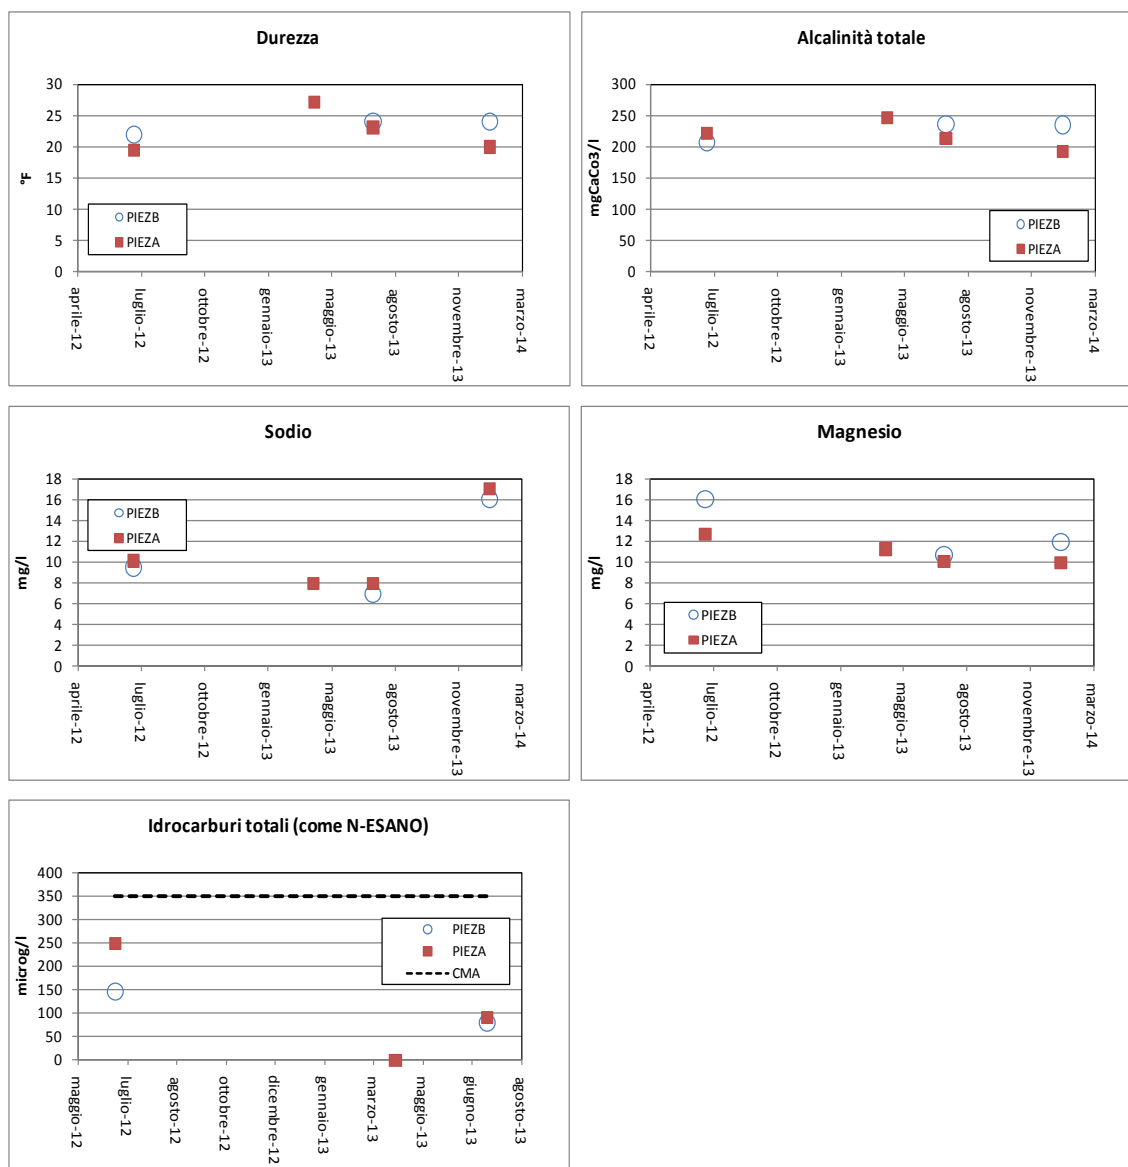 Durezza
30
25
20
15
10
5
0
°F
PIEZB
PIEZA
aprile-12
luglio-12
ottobre-12
gennaio-13
maggio-13
agosto-13
novembre-13
marzo-14
Alcalinità totale
300
250
200
150
100
50
0
mgCaCo3/l
PIEZB
PIEZA
aprile-12
luglio-12
ottobre-12
gennaio-13
maggio-13
agosto-13
novembre-13
marzo-14
Sodio
18
16
14
12
10
8
6
4
2
0
mg/l
PIEZB
PIEZA
aprile-12
luglio-12
ottobre-12
gennaio-13
maggio-13
agosto-13
novembre-13
marzo-14
Magnesio
18
16
14
12
10
8
6
4
2
0
mg/l
PIEZB
PIEZA
aprile-12
luglio-12
ottobre-12
gennaio-13
maggio-13
agosto-13
novembre-13
marzo-14
Idrocarburi totali (come N-ESANO)
400
350
300
250
200
150
100
50
0
microg/l
PIEZB
PIEZA
CMA
maggio-12
luglio-12
agosto-12
ottobre-12
dicembre-12
gennaio-13
marzo-13
maggio-13
giugno-13
agosto-13